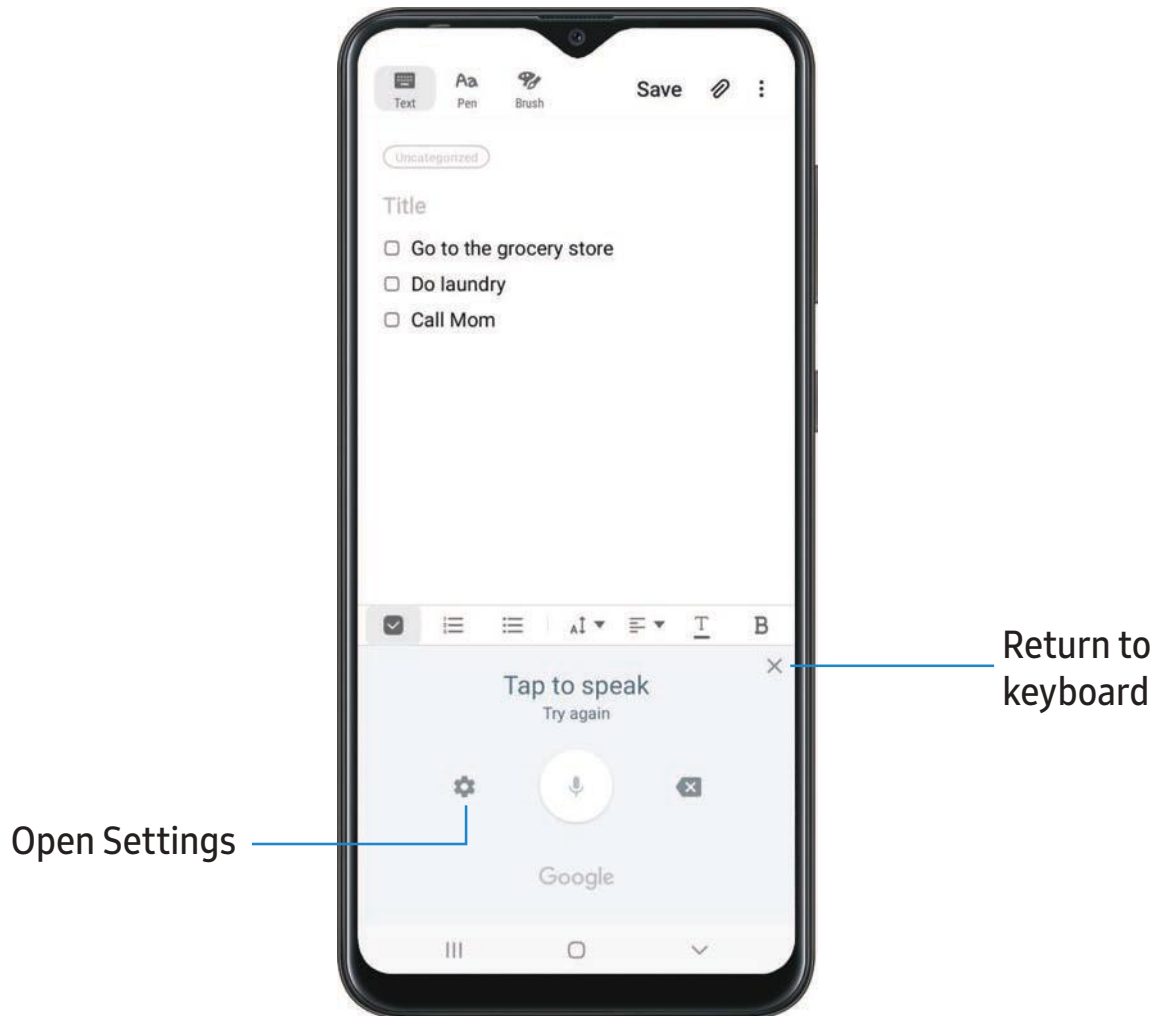 Text
Aa
Pen
Brush
Save
Uncategorized
Title
Go to the grocery store
Do laundry
Call Mom
A
T
B
Return to
keyboard
Tap to speak
Try again
Open Settings
Google